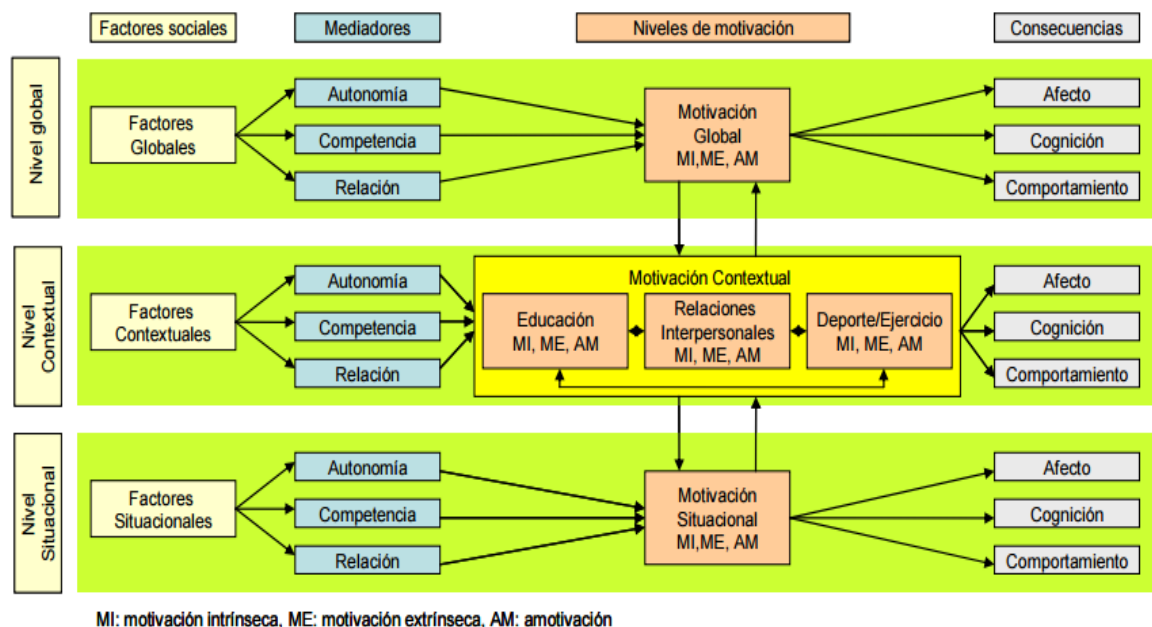 Factores sociales
Mediadores
Niveles de motivación
Consecuencias
Nivel global
Factores
Globales
Autonomía
Competencia
Relación
Motivación
Global
MI,ME, AM
Afecto
Cognición
Comportamiento
Nivel
Contextual
Factores
Contextuales
Autonomía
Competencia
Relación
Motivación Contextual
Educación
MI, ME, AM
Relaciones
Interpersonales
MI, ME, AM
Deporte/Ejercicio
MI, ME, AM
Afecto
Cognición
Comportamiento
Nivel
Situacional
Factores
Situacionales
Autonomía
Competencia
Relación
Motivación
Situacional
MI,ME, AM
Afecto
Cognición
Comportamiento
MI: motivación intrínseca, ME: motivación extrínseca, AM: amotivación